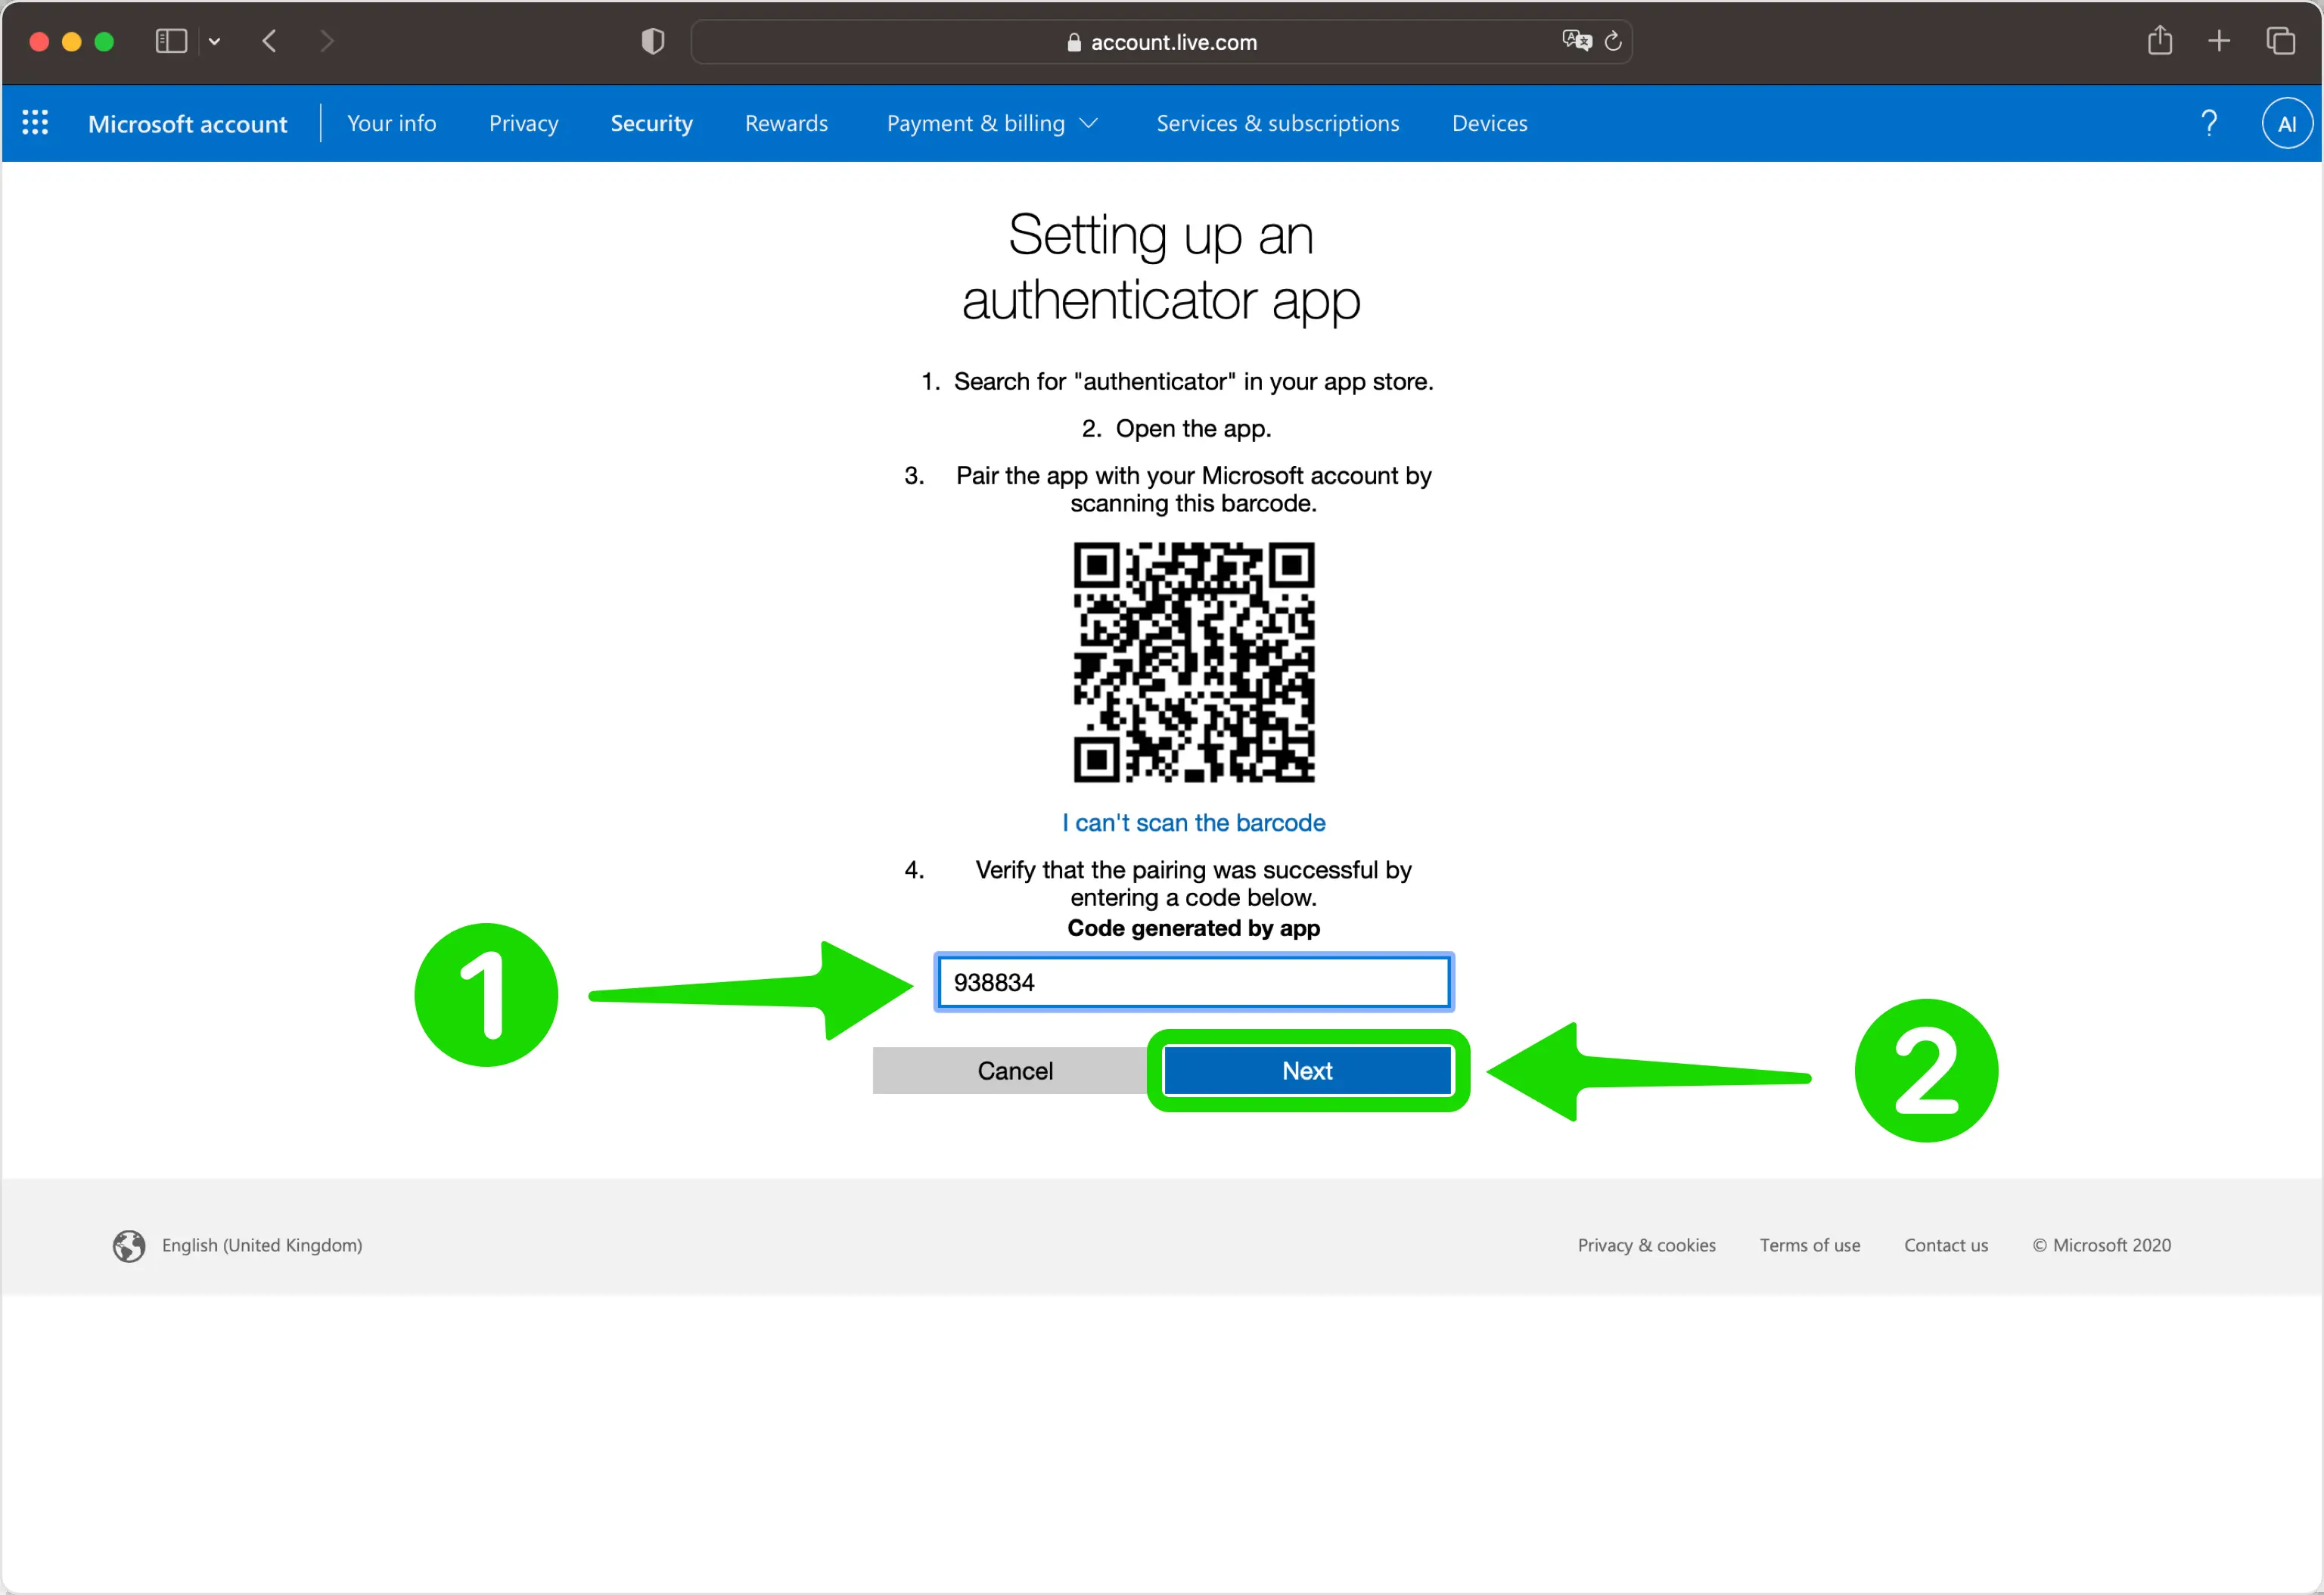 account.live.com
Microsoft account
Your info
Privacy
Security
Rewards
Payment & billing
Services & subscriptions
Devices
?
AI
Setting up an
authenticator app
1. Search for "authenticator" in your app store.
2. Open the app.
3. Pair the app with your Microsoft account by
scanning this barcode.
I can't scan the barcode
4. Verify that the pairing was successful by
entering a code below.
Code generated by app
1
938834
Cancel
Next
2
English (United Kingdom)
Privacy & cookies
Terms of use
Contact us
© Microsoft 2020